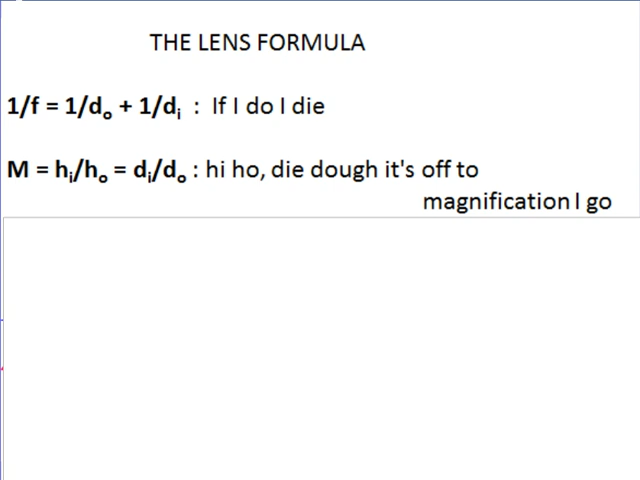 THE LENS FORMULA
1/f = 1/dₒ + 1/dᵢ : If I do I die
M = hᵢ/hₒ = dᵢ/dₒ : hi ho, die dough it's off to
magnification I go